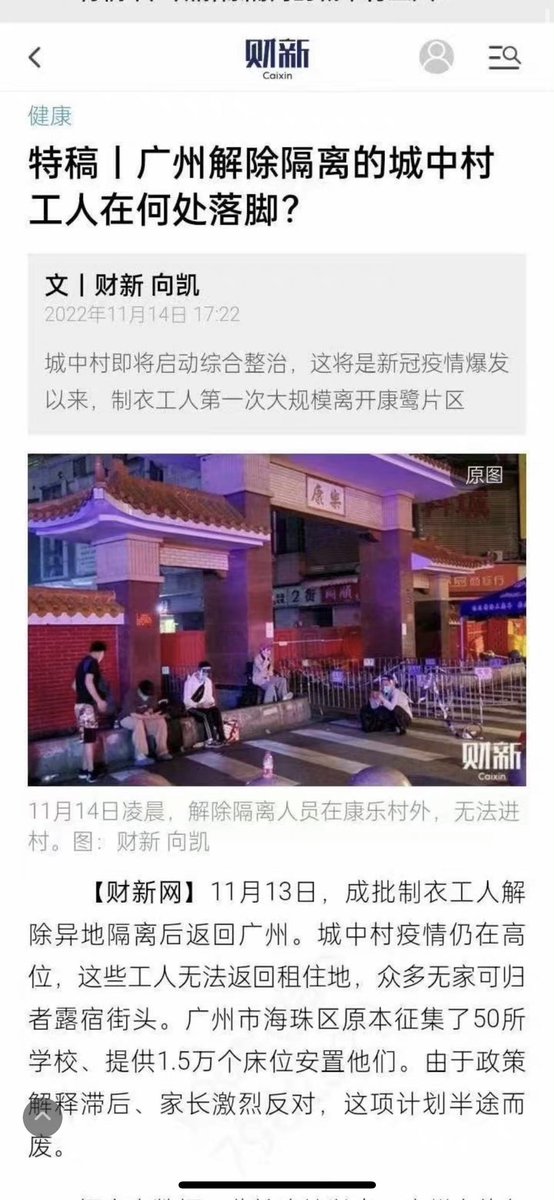 财新
Caixin
健康
特稿丨广州解除隔离的城中村
工人在何处落脚？
文丨财新 向凯
2022年11月14日 17:22
城中村即将启动综合整治，这将是新冠疫情爆发
以来，制衣工人第一次大规模离开康鹭片区
原图
康樂
财新
Caixin
11月14日凌晨，解除隔离人员在康乐村外，无法进
村。图：财新 向凯
【财新网】11月13日，成批制衣工人解
除异地隔离后返回广州。城中村疫情仍在高
位，这些工人无法返回租住地，众多无家可归
者露宿街头。广州市海珠区原本征集了50所
学校、提供1.5万个床位安置他们。由于政策
解释滞后、家长激烈反对，这项计划半途而
废。